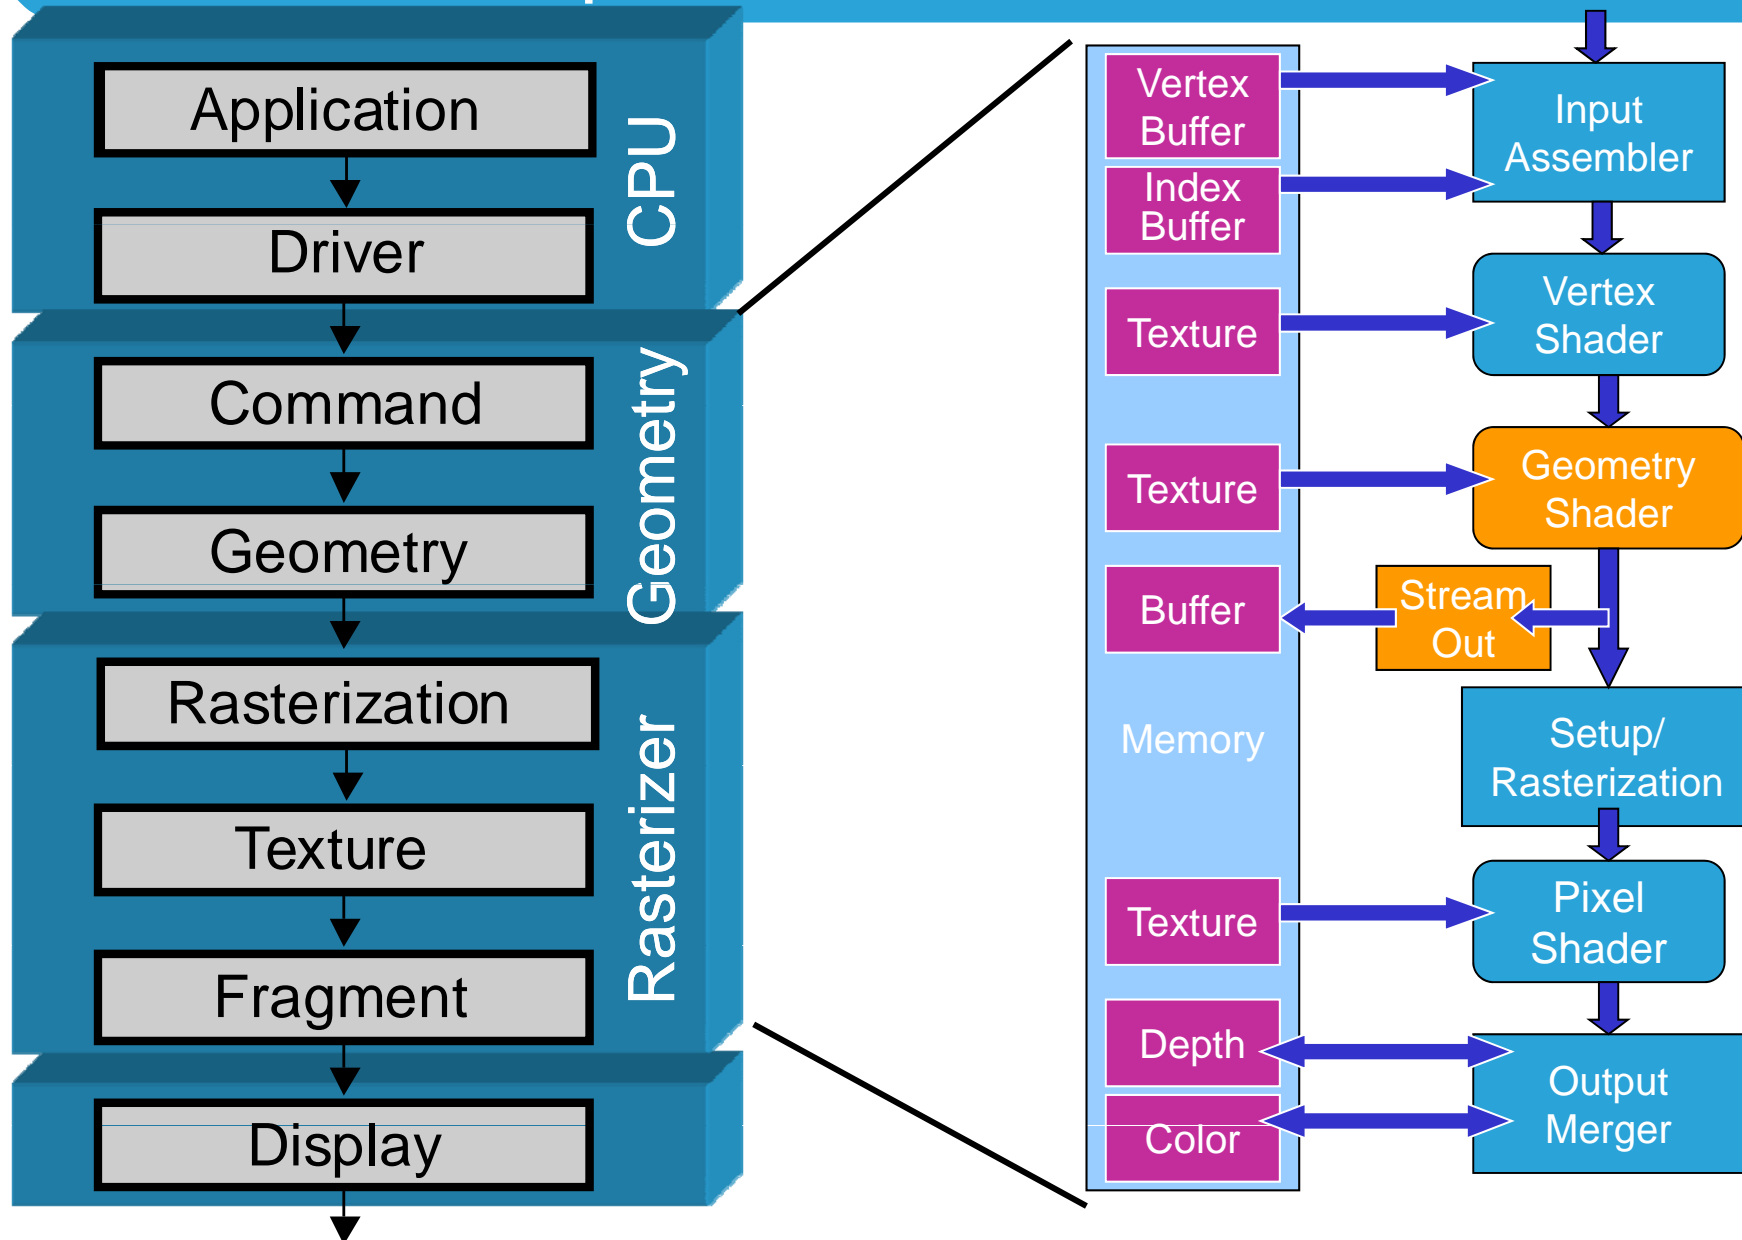 Application
Driver
CPU
Command
Geometry
Geometry
Rasterization
Texture
Fragment
Rasterizer
Display
Vertex
Buffer
Index
Buffer
Texture
Texture
Buffer
Memory
Texture
Depth
Color
Input
Assembler
Vertex
Shader
Geometry
Shader
Stream
Out
Setup/
Rasterization
Pixel
Shader
Output
Merger